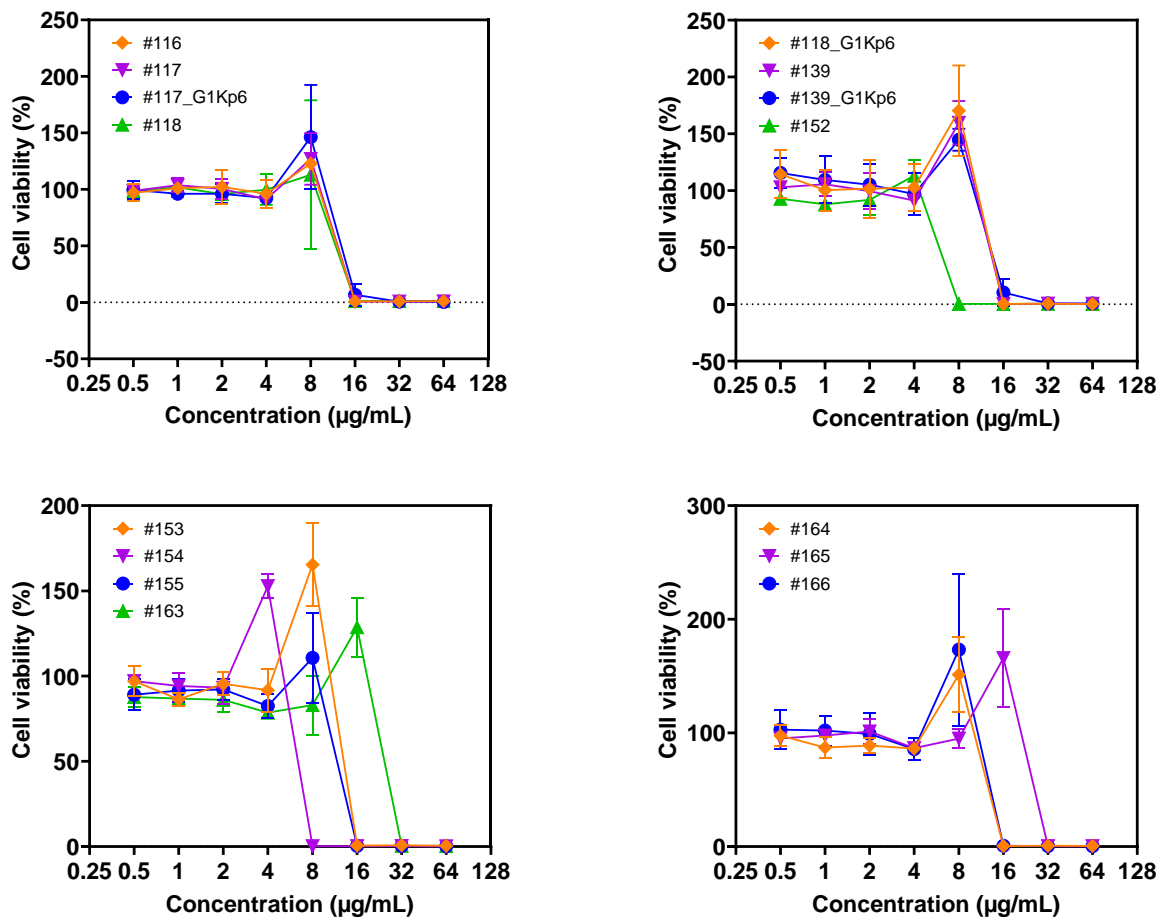 250
200
150
100
50
0
-50
Cell viability (%)
#116
#117
#117_G1Kp6
#118
0.25 0.5 1 2 4 8 16 32 64 128
Concentration (µg/mL)
250
200
150
100
50
0
-50
Cell viability (%)
#118_G1Kp6
#139
#139_G1Kp6
#152
0.25 0.5 1 2 4 8 16 32 64 128
Concentration (µg/mL)
200
150
100
50
0
Cell viability (%)
#153
#154
#155
#163
0.25 0.5 1 2 4 8 16 32 64 128
Concentration (µg/mL)
300
200
100
0
Cell viability (%)
#164
#165
#166
0.25 0.5 1 2 4 8 16 32 64 128
Concentration (µg/mL)